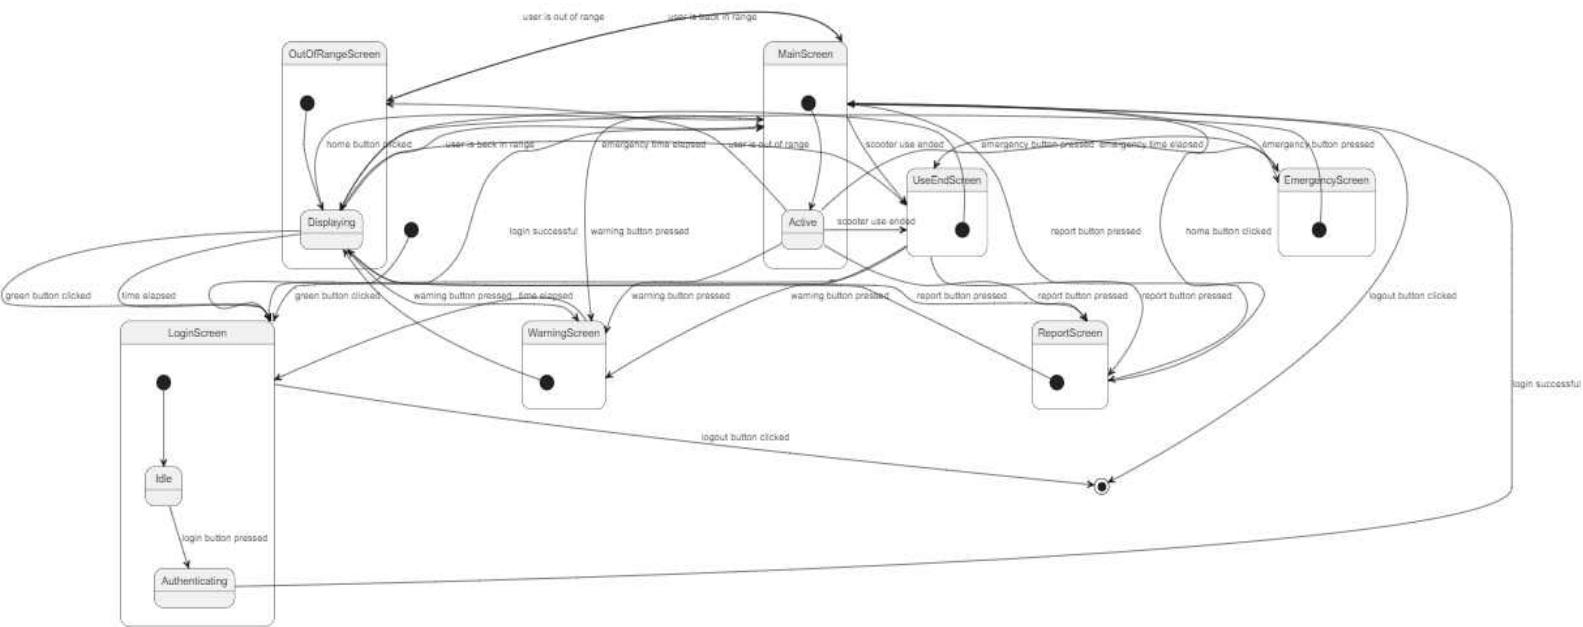 user is out of range
user is back in range
OutOfRangeScreen
MainScreen
home button clicked
user is back in range
emergency time elapsed
user is out of range
scooter use ended
emergency button pressed
emergency time elapsed
emergency button pressed
UseEndScreen
EmergencyScreen
Displaying
Active
scooter use ended
login successful
warning button pressed
report button pressed
home button clicked
green button clicked
time elapsed
green button clicked
warning button pressed
time elapsed
warning button pressed
warning button pressed
report button pressed
report button pressed
report button pressed
logout button clicked
LoginScreen
WarningScreen
ReportScreen
login successful
logout button clicked
Idle
login button pressed
Authenticating